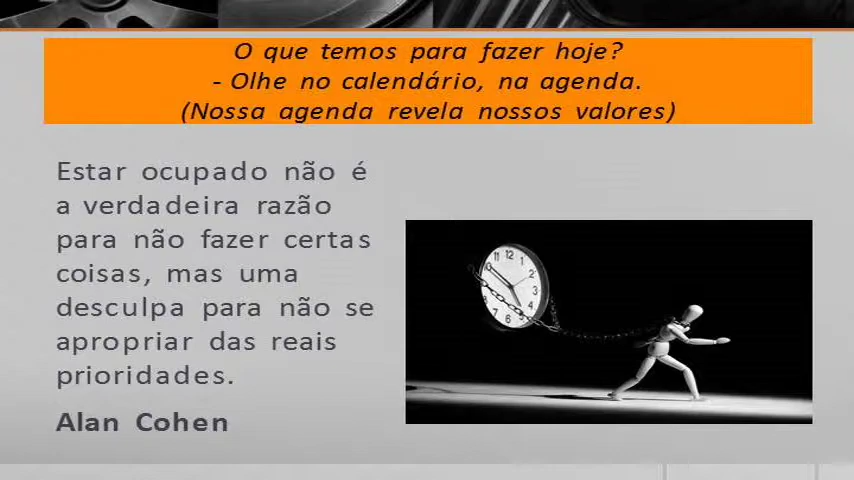 O que temos para fazer hoje?
- Olhe no calendário, na agenda.
(Nossa agenda revela nossos valores)
Estar ocupado não é
a verdadeira razão
para não fazer certas
coisas, mas uma
desculpa para não se
apropriar das reais
prioridades.
Alan Cohen